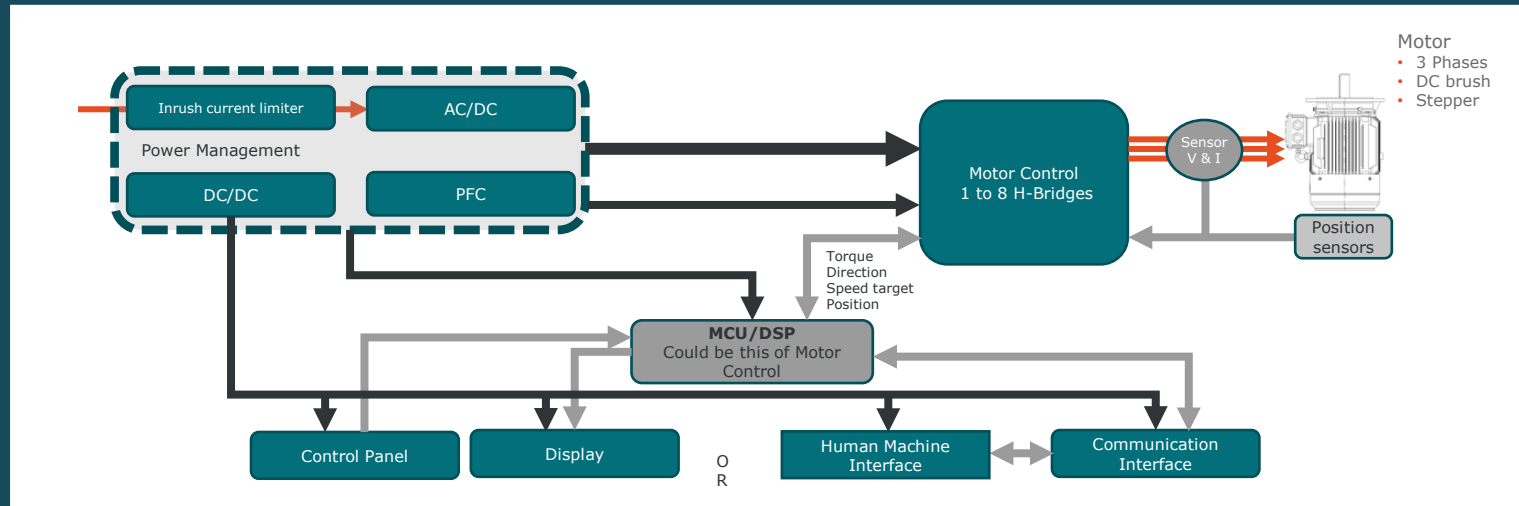 Motor
• 3 Phases
• DC brush
• Stepper
Inrush current limiter
AC/DC
Power Management
DC/DC
PFC
Motor Control
1 to 8 H-Bridges
Sensor
V & I
Position
sensors
Torque
Direction
Speed target
Position
MCU/DSP
Could be this of Motor
Control
Control Panel
Display
O
R
Human Machine
Interface
Communication
Interface